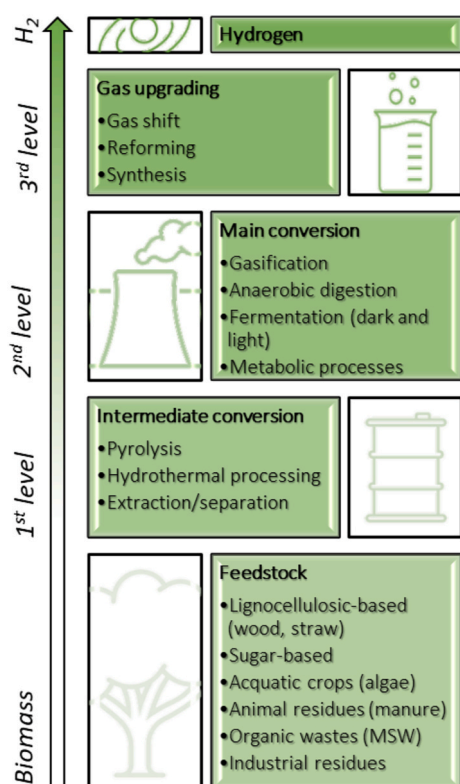 H2
Hydrogen
3rd level
Gas upgrading
•Gas shift
•Reforming
•Synthesis
2nd level
Main conversion
•Gasification
•Anaerobic digestion
•Fermentation (dark and
light)
•Metabolic processes
1st level
Intermediate conversion
•Pyrolysis
•Hydrothermal processing
•Extraction/separation
Biomass
Feedstock
•Lignocellulosic-based
(wood, straw)
•Sugar-based
•Acquatic crops (algae)
•Animal residues (manure)
•Organic wastes (MSW)
•Industrial residues